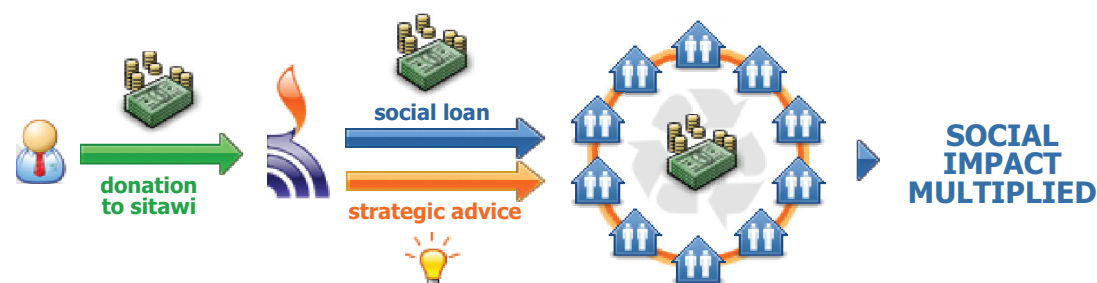 donation
to sitawi
social loan
strategic advice
SOCIAL
IMPACT
MULTIPLIED